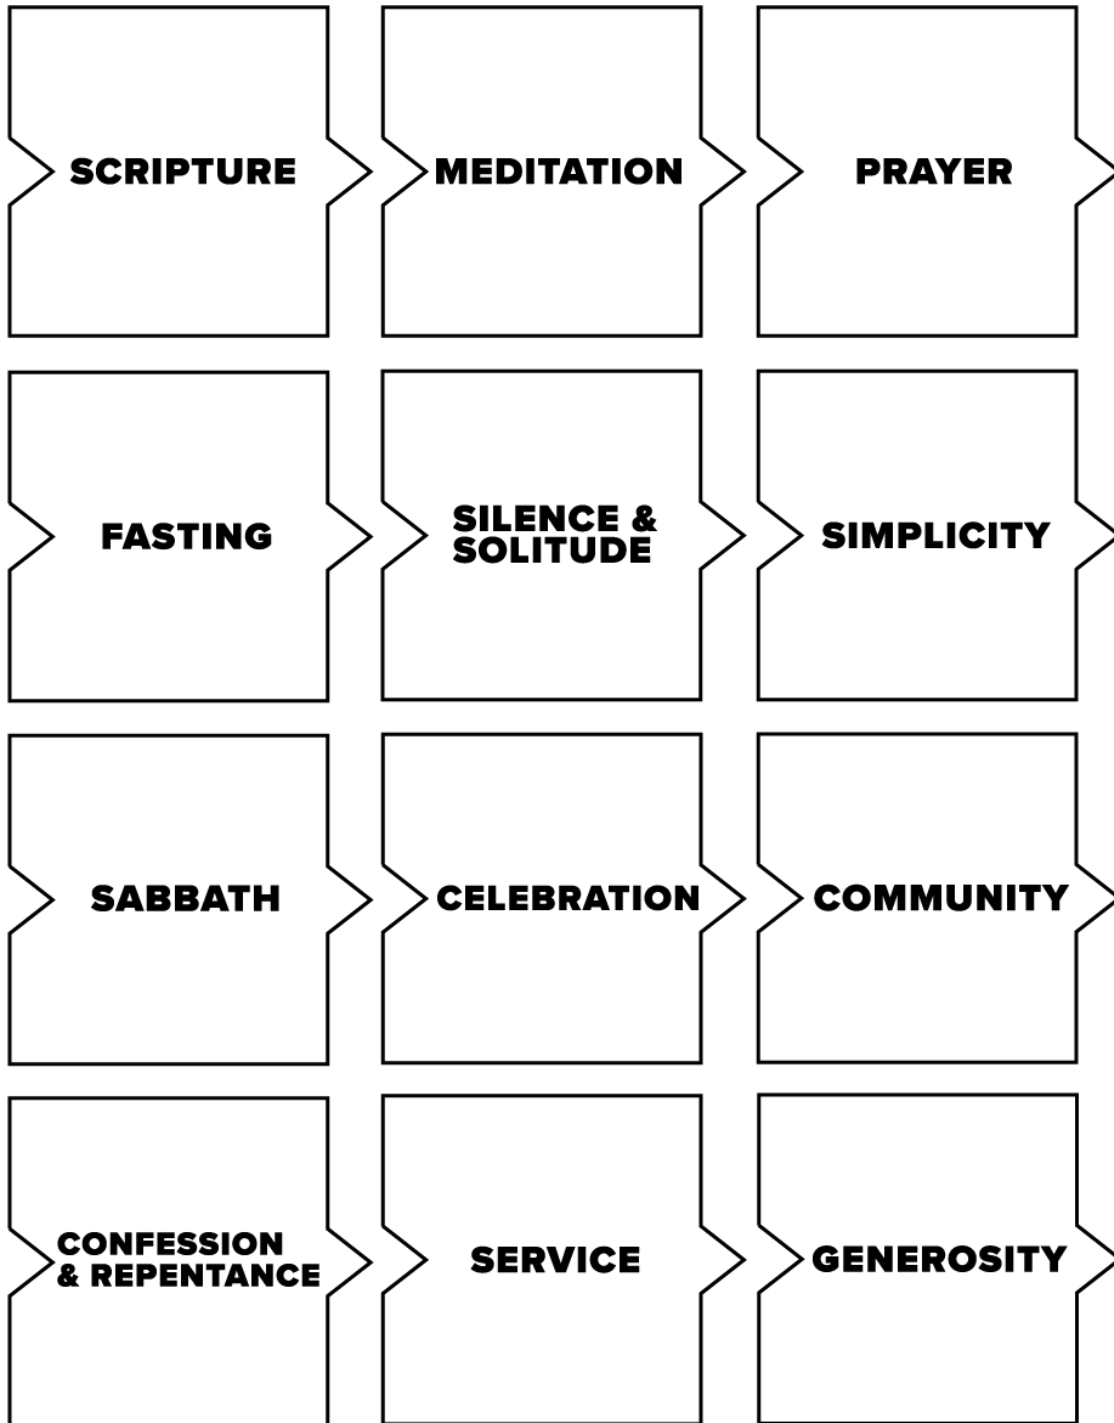 SCRIPTURE
MEDITATION
PRAYER
FASTING
SILENCE &
SOLITUDE
SIMPLICITY
SABBATH
CELEBRATION
COMMUNITY
CONFESSION
& REPENTANCE
SERVICE
GENEROSITY